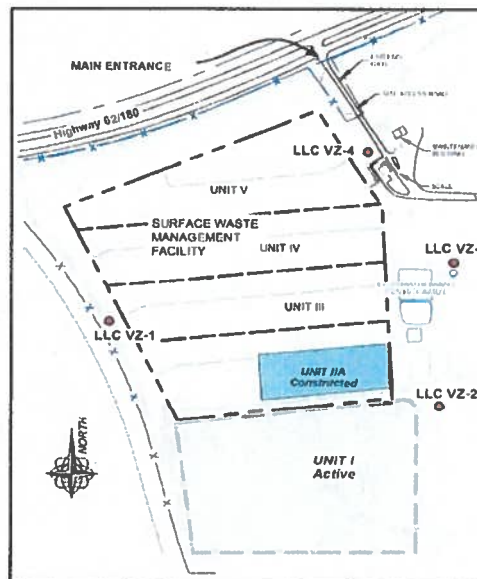 MAIN ENTRANCE
Highway 62/180
LLC VZ-4
UNIT V
SCALE
SURFACE WASTE
MANAGEMENT
FACILITY
UNIT IV
LLC VZ-
UNIT III
LLC VZ-1
UNIT IIA
Constructed
LLC VZ-2
NORTH
UNIT I
Active